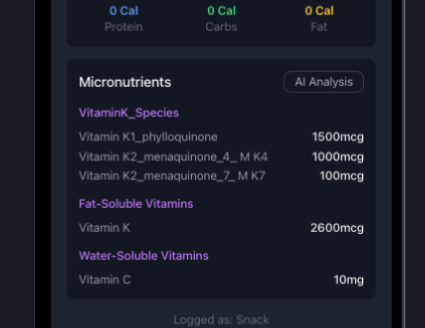 0 Cal 0 Cal 0 Cal
Protein Carbs Fat
Micronutrients AI Analysis
VitaminK_Species
Vitamin K1_phylloquinone 1500mcg
Vitamin K2_menaquinone_4_ M K4 1000mcg
Vitamin K2_menaquinone_7_ M K7 100mcg
Fat-Soluble Vitamins
Vitamin K 2600mcg
Water-Soluble Vitamins
Vitamin C 10mg
Logged as: Snack